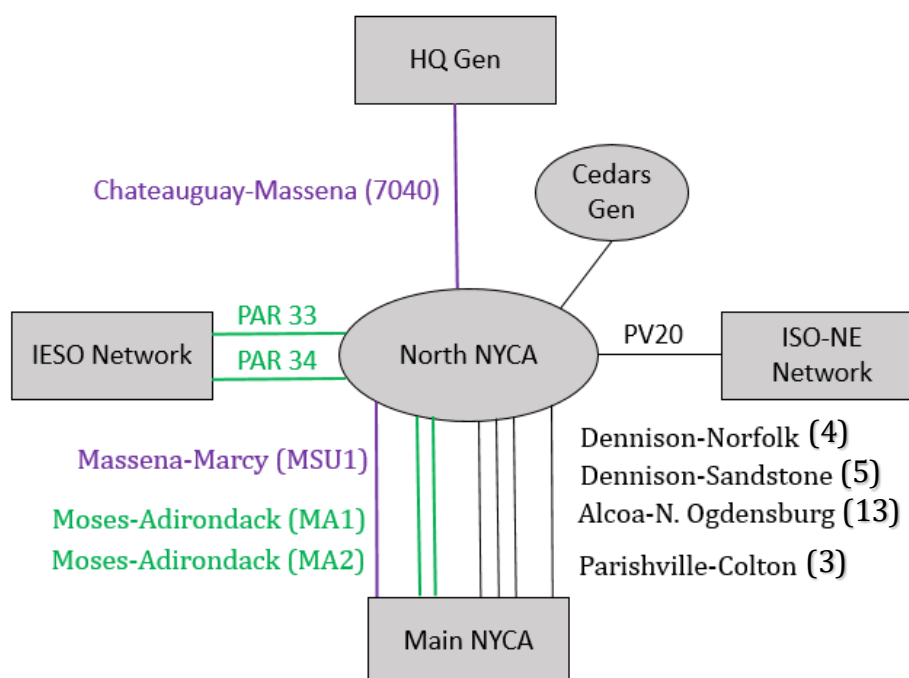 HQ Gen
Chateauguay-Massena (7040)
Cedars
Gen
PAR 33
IESO Network
PAR 34
North NYCA
PV20
ISO-NE
Network
Massena-Marcy (MSU1)
Moses-Adirondack (MA1)
Moses-Adirondack (MA2)
Dennison-Norfolk (4)
Dennison-Sandstone (5)
Alcoa-N. Ogdensburg (13)
Parishville-Colton (3)
Main NYCA